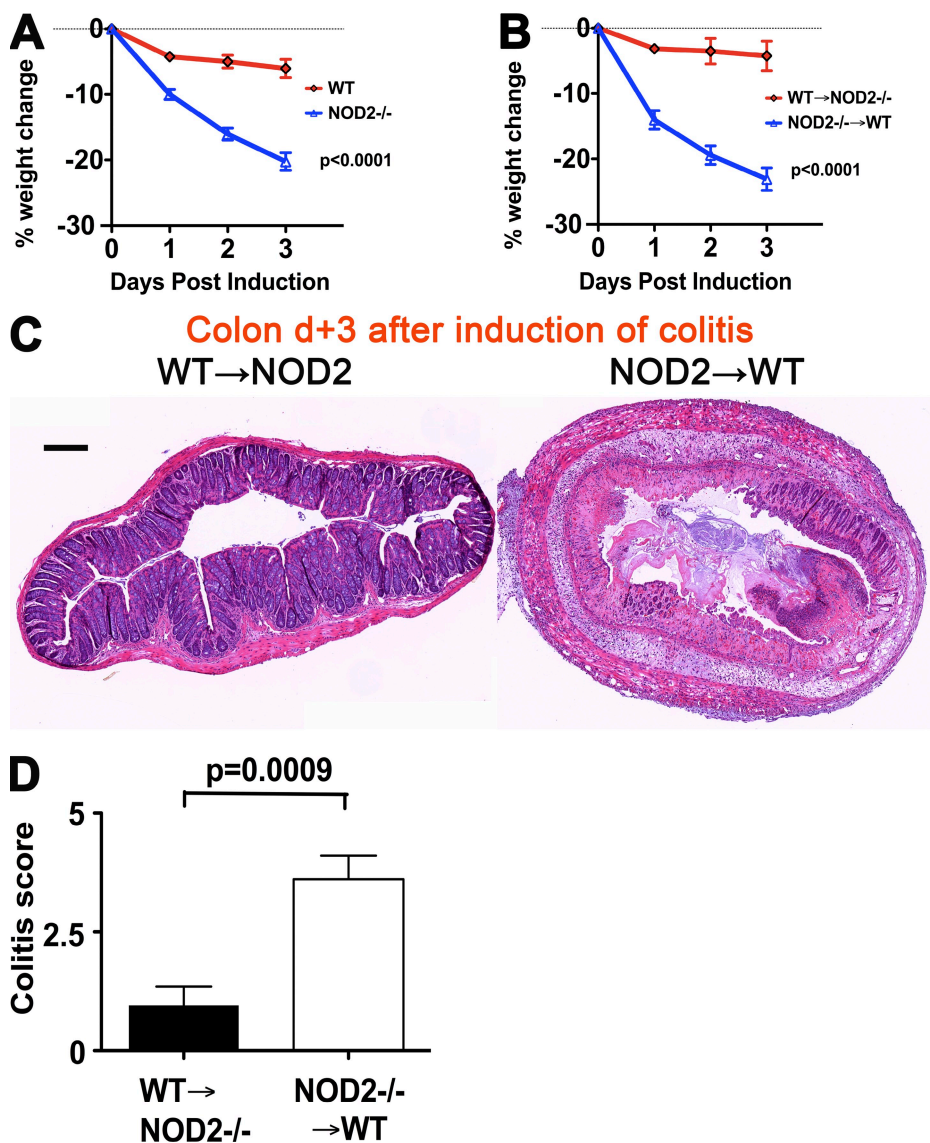 A
0
-10
-20
-30
% weight change
WT
NOD2-/-
p<0.0001
0 1 2 3
Days Post Induction
B
0
-10
-20
-30
% weight change
WT→NOD2-/-
NOD2-/-→WT
p<0.0001
0 1 2 3
Days Post Induction
C
Colon d+3 after induction of colitis
WT→NOD2
NOD2→WT
D
p=0.0009
5
2.5
0
Colitis score
WT→
NOD2-/-
NOD2-/-
→WT